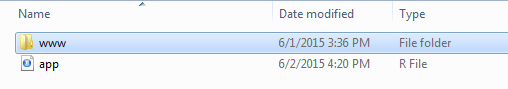 Name Date modified Type
www 6/1/2015 3:36 PM File folder
app 6/2/2015 4:20 PM R File